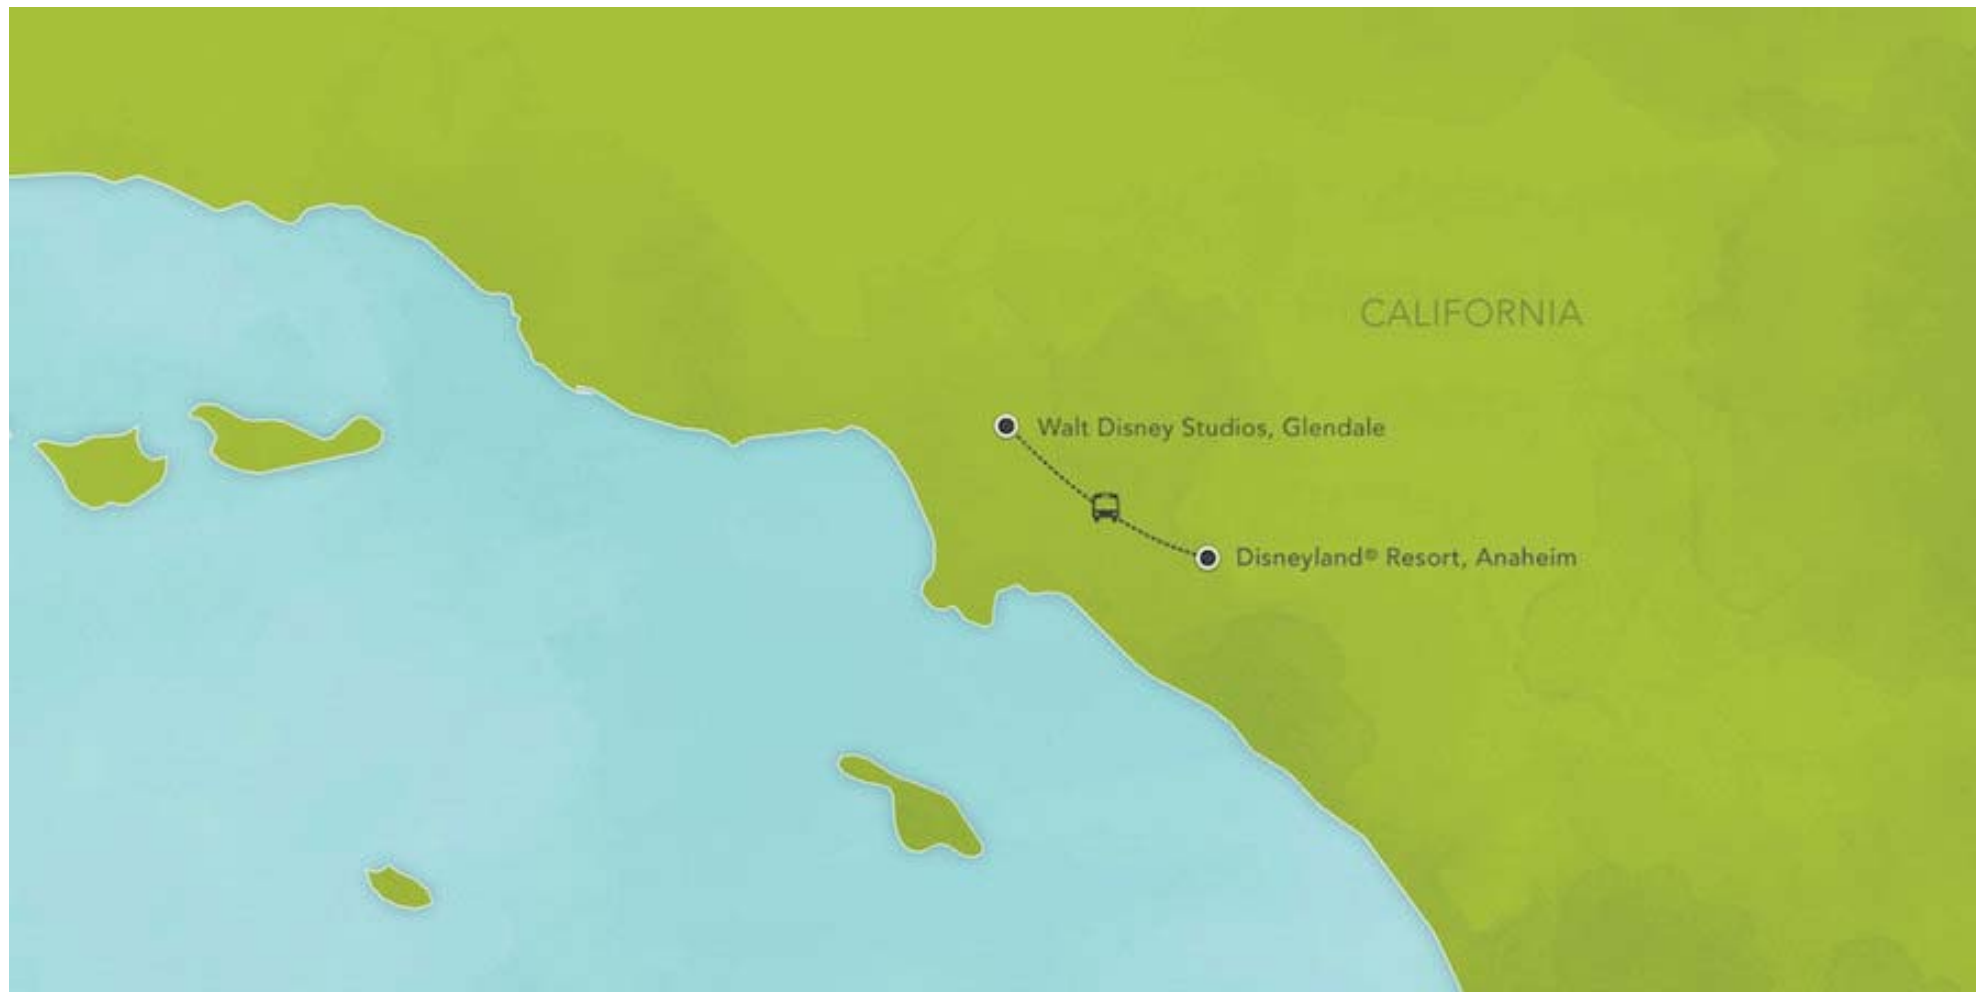 CALIFORNIA
Walt Disney Studios, Glendale
Disneyland® Resort, Anaheim